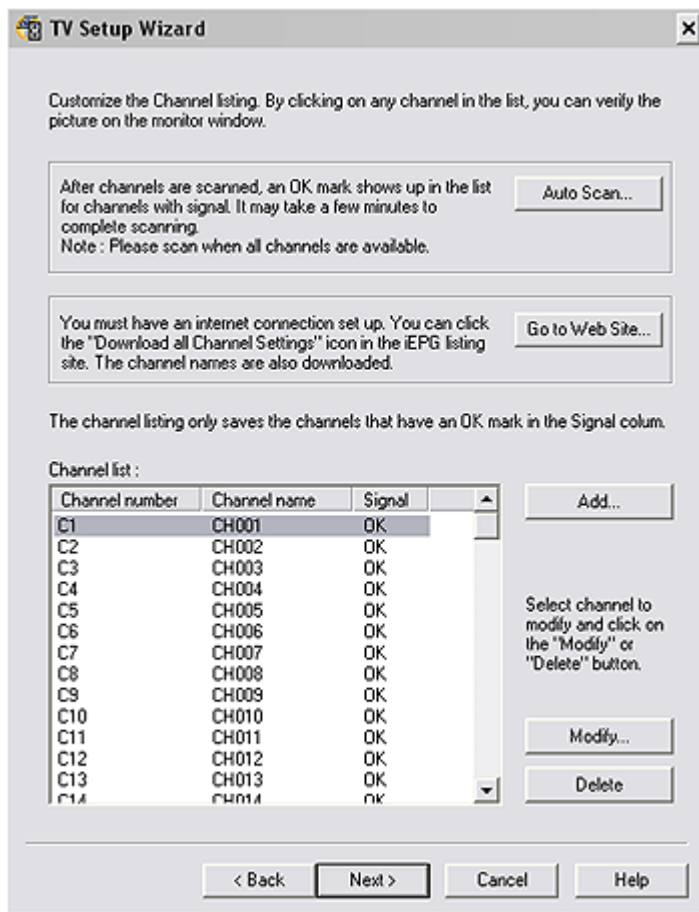 TV Setup Wizard
Customize the Channel listing. By clicking on any channel in the list, you can verify the
picture on the monitor window.
After channels are scanned, an OK mark shows up in the list
for channels with signal. It may take a few minutes to
complete scanning.
Note : Please scan when all channels are available.
Auto Scan...
You must have an internet connection set up. You can click
the "Download all Channel Settings" icon in the iEPG listing
site. The channel names are also downloaded.
Go to Web Site...
The channel listing only saves the channels that have an OK mark in the Signal colum.
Channel list :
Channel number Channel name Signal
C1 CH001 OK
C2 CH002 OK
C3 CH003 OK
C4 CH004 OK
C5 CH005 OK
C6 CH006 OK
C7 CH007 OK
C8 CH008 OK
C9 CH009 OK
C10 CH010 OK
C11 CH011 OK
C12 CH012 OK
C13 CH013 OK
C14 CH014 OK
Add...
Select channel to
modify and click on
the "Modify" or
"Delete" button.
Modify...
Delete
< Back
Next >
Cancel
Help